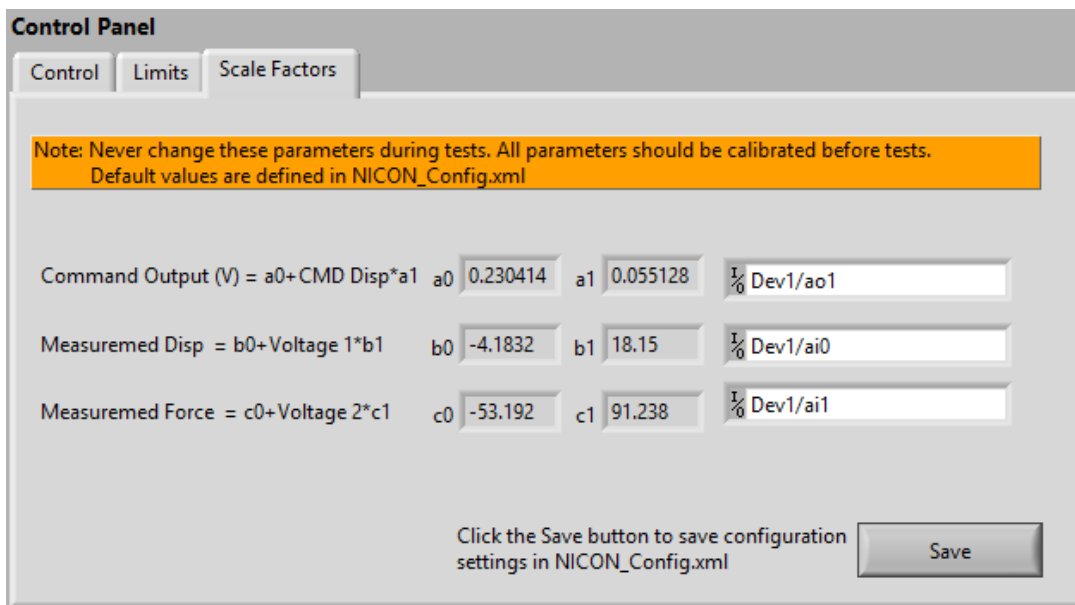 Control Panel
Control Limits Scale Factors
Note: Never change these parameters during tests. All parameters should be calibrated before tests.
Default values are defined in NICON_Config.xml
Command Output (V) = a0+CMD Disp*a1 a0 0.230414 a1 0.055128 I/O Dev1/ao1
Measuremed Disp = b0+Voltage 1*b1 b0 -4.1832 b1 18.15 I/O Dev1/ai0
Measuremed Force = c0+Voltage 2*c1 c0 -53.192 c1 91.238 I/O Dev1/ai1
Click the Save button to save configuration
settings in NICON_Config.xml
Save